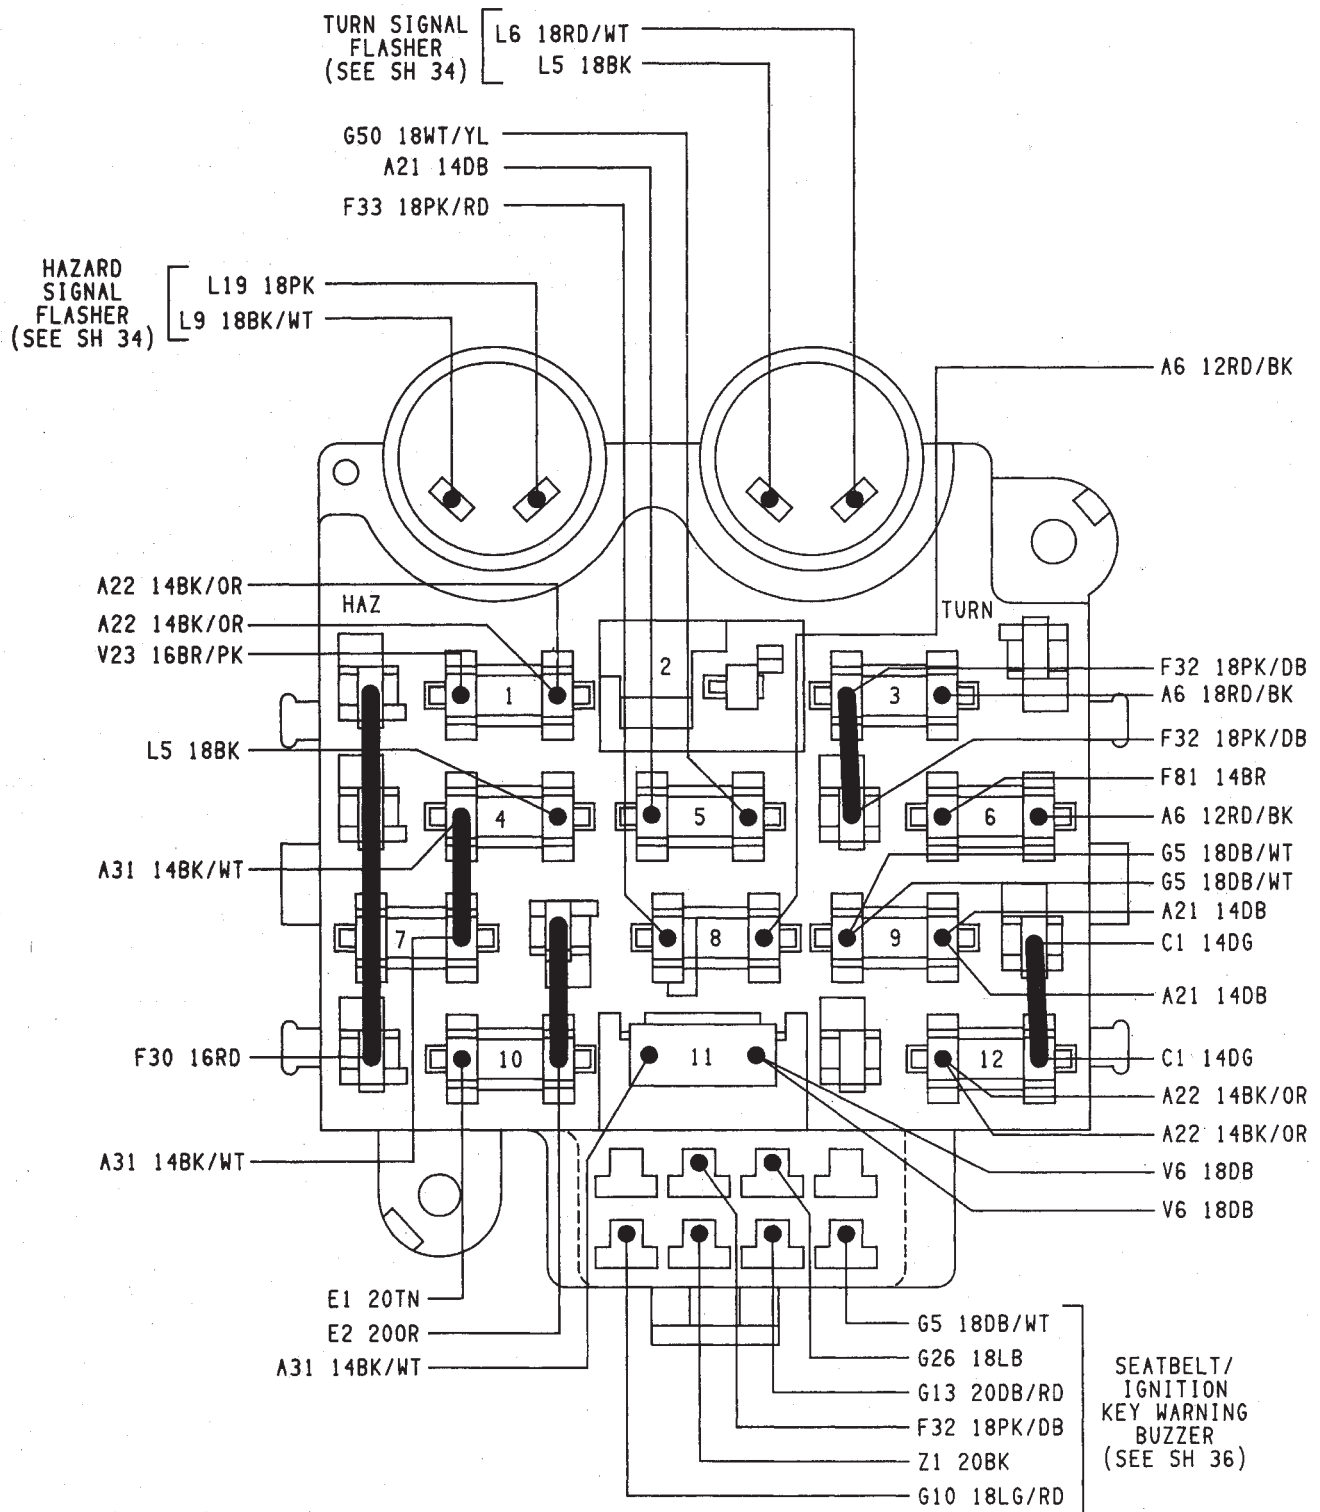 TURN SIGNAL
FLASHER
(SEE SH 34)
L6 18RD/WT
L5 18BK
G50 18WT/YL
A21 14DB
F33 18PK/RD
HAZARD
SIGNAL
FLASHER
(SEE SH 34)
L19 18PK
L9 18BK/WT
A6 12RD/BK
A22 14BK/OR
HAZ
TURN
A22 14BK/OR
V23 16BR/PK
1
2
3
F32 18PK/DB
A6 18RD/BK
L5 18BK
F32 18PK/DB
F81 14BR
4
5
6
A6 12RD/BK
A31 14BK/WT
G5 18DB/WT
G5 18DB/WT
A21 14DB
7
8
9
C1 14DG
A21 14DB
F30 16RD
10
11
12
C1 14DG
A22 14BK/OR
A22 14BK/OR
A31 14BK/WT
V6 18DB
V6 18DB
E1 20TN
E2 20OR
A31 14BK/WT
G5 18DB/WT
G26 18LB
G13 20DB/RD
F32 18PK/DB
Z1 20BK
G10 18LG/RD
SEATBELT/
IGNITION
KEY WARNING
BUZZER
(SEE SH 36)